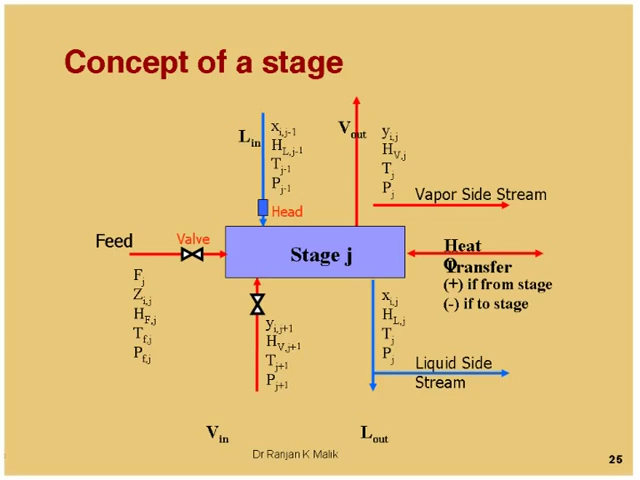 Concept of a stage
L_in
x_i,j-1
H_L,j-1
T_j-1
P_j-1
Head
V_out
y_i,j
H_V,j
T_j
P_j
Vapor Side Stream
Feed
Valve
Stage j
Heat
Q
Transfer
(+) if from stage
(-) if to stage
F_j
Z_i,j
H_F,j
T_f,j
P_f,j
y_i,j+1
H_V,j+1
T_j+1
P_j+1
x_i,j
H_L,j
T_j
P_j
Liquid Side
Stream
V_in
L_out
Dr Ranjan K Malik
25